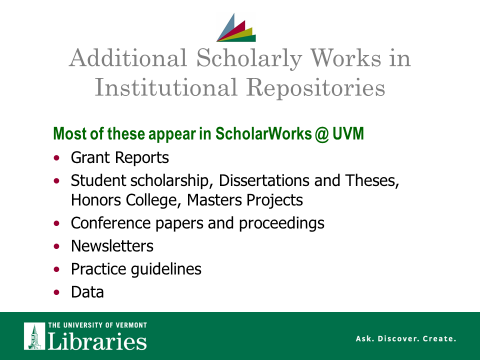 Additional Scholarly Works in
Institutional Repositories
Most of these appear in ScholarWorks @ UVM
• Grant Reports
• Student scholarship, Dissertations and Theses,
Honors College, Masters Projects
• Conference papers and proceedings
• Newsletters
• Practice guidelines
• Data
THE UNIVERSITY OF VERMONT
Libraries
Ask. Discover. Create.